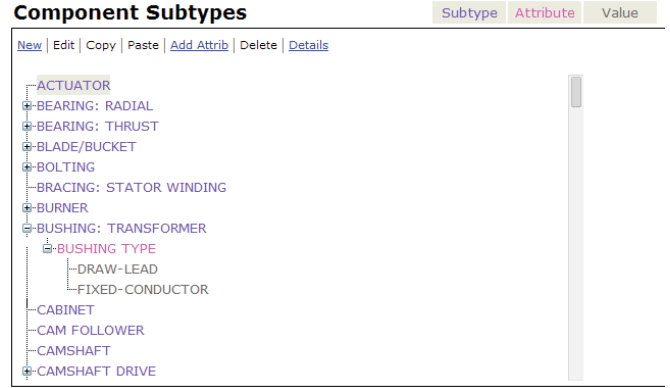 Component Subtypes
Subtype Attribute Value
New | Edit | Copy | Paste | Add Attrib | Delete | Details
ACTUATOR
BEARING: RADIAL
BEARING: THRUST
BLADE/BUCKET
BOLTING
BRACING: STATOR WINDING
BURNER
BUSHING: TRANSFORMER
BUSHING TYPE
DRAW-LEAD
FIXED-CONDUCTOR
CABINET
CAM FOLLOWER
CAMSHAFT
CAMSHAFT DRIVE